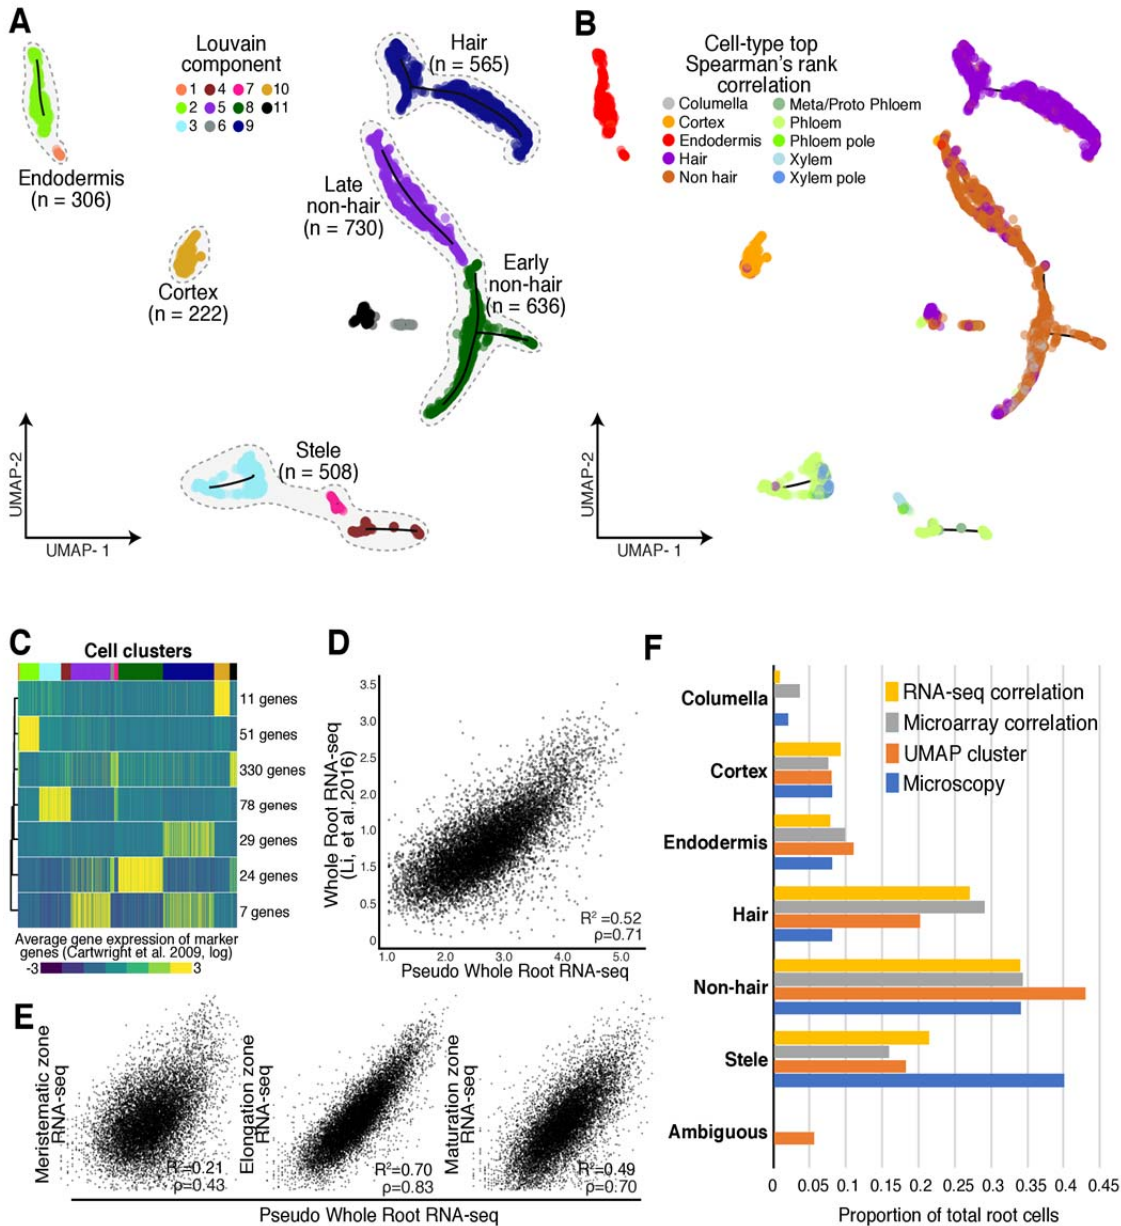 A
Louvain
component
1
4
7
10
2
5
8
11
3
6
9
Hair
(n = 565)
Endodermis
(n = 306)
Late
non-hair
(n = 730)
Early
non-hair
(n = 636)
Cortex
(n = 222)
Stele
(n = 508)
UMAP-2
UMAP- 1
B
Cell-type top
Spearman's rank
correlation
Columella
Cortex
Endodermis
Hair
Non hair
Meta/Proto Phloem
Phloem
Phloem pole
Xylem
Xylem pole
UMAP-2
UMAP- 1
C
Cell clusters
11 genes
51 genes
330 genes
78 genes
29 genes
24 genes
7 genes
Average gene expression of marker
genes (Cartwright et al. 2009, log)
-3
3
D
Whole Root RNA-seq
(Li, et al.,2016)
3.5
3.0
2.5
2.0
1.0
1.5
0.5
0
R² =0.52
ρ=0.71
1.0 2.0 3.0 4.0 5.0
Pseudo Whole Root RNA-seq
E
Meristematic zone
RNA-seq
R²=0.21
ρ=0.43
Elongation zone
RNA-seq
R²=0.70
ρ=0.83
Maturation zone
RNA-seq
R²=0.49
ρ=0.70
Pseudo Whole Root RNA-seq
F
RNA-seq correlation
Microarray correlation
UMAP cluster
Microscopy
Columella
Cortex
Endodermis
Hair
Non-hair
Stele
Ambiguous
0 0.05 0.1 0.15 0.2 0.25 0.3 0.35 0.4 0.45
Proportion of total root cells